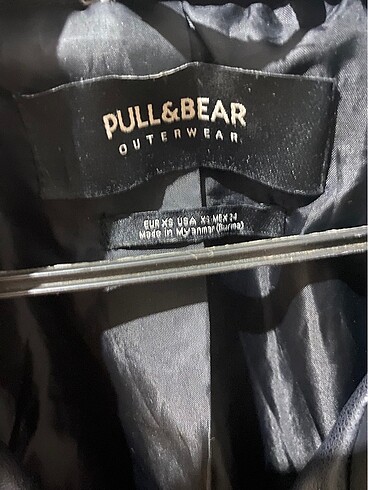 PULL&BEAR
OUTERWEAR
EUR XS USA XS MEX 24
Made in Myanmar (Burma)